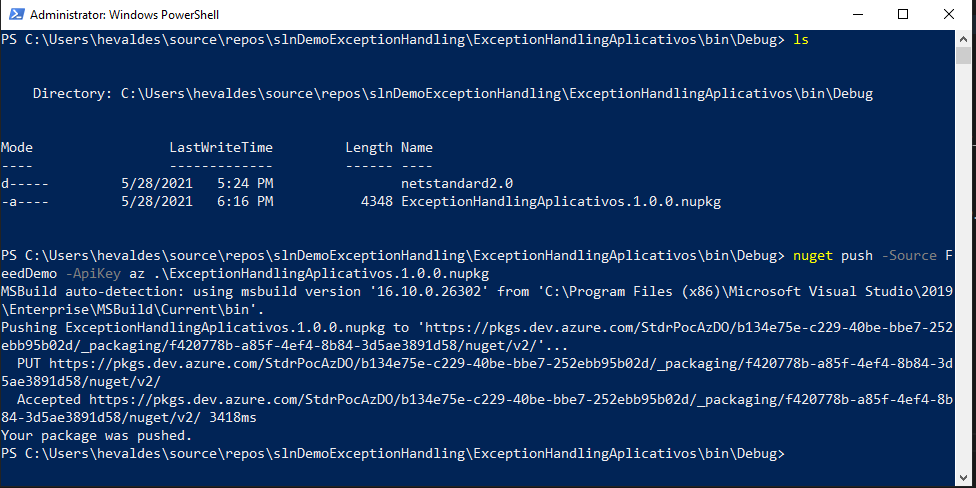 Administrator: Windows PowerShell
PS C:\Users\hevaldes\source\repos\slnDemoExceptionHandling\ExceptionHandlingAplicativos\bin\Debug> ls
    Directory: C:\Users\hevaldes\source\repos\slnDemoExceptionHandling\ExceptionHandlingAplicativos\bin\Debug
Mode                 LastWriteTime         Length Name
----                 -------------         ------ ----
d-----         5/28/2021   5:24 PM                netstandard2.0
-a----         5/28/2021   6:16 PM           4348 ExceptionHandlingAplicativos.1.0.0.nupkg
PS C:\Users\hevaldes\source\repos\slnDemoExceptionHandling\ExceptionHandlingAplicativos\bin\Debug> nuget push -Source F
eedDemo -ApiKey az .\ExceptionHandlingAplicativos.1.0.0.nupkg
MSBuild auto-detection: using msbuild version '16.10.0.26302' from 'C:\Program Files (x86)\Microsoft Visual Studio\2019
\Enterprise\MSBuild\Current\bin'.
Pushing ExceptionHandlingAplicativos.1.0.0.nupkg to 'https://pkgs.dev.azure.com/StdrPocAzDO/b134e75e-c229-40be-bbe7-252
ebb95b02d/_packaging/f420778b-a85f-4ef4-8b84-3d5ae3891d58/nuget/v2/'...
  PUT https://pkgs.dev.azure.com/StdrPocAzDO/b134e75e-c229-40be-bbe7-252ebb95b02d/_packaging/f420778b-a85f-4ef4-8b84-3d
5ae3891d58/nuget/v2/
  Accepted https://pkgs.dev.azure.com/StdrPocAzDO/b134e75e-c229-40be-bbe7-252ebb95b02d/_packaging/f420778b-a85f-4ef4-8b
84-3d5ae3891d58/nuget/v2/ 3418ms
Your package was pushed.
PS C:\Users\hevaldes\source\repos\slnDemoExceptionHandling\ExceptionHandlingAplicativos\bin\Debug>